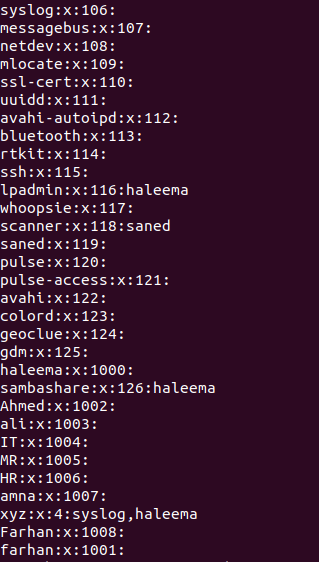 syslog:x:106:
messagebus:x:107:
netdev:x:108:
mlocate:x:109:
ssl-cert:x:110:
uuidd:x:111:
avahi-autoipd:x:112:
bluetooth:x:113:
rtkit:x:114:
ssh:x:115:
lpadmin:x:116:haleema
whoopsie:x:117:
scanner:x:118:saned
saned:x:119:
pulse:x:120:
pulse-access:x:121:
avahi:x:122:
colord:x:123:
geoclue:x:124:
gdm:x:125:
haleema:x:1000:
sambashare:x:126:haleema
Ahmed:x:1002:
ali:x:1003:
IT:x:1004:
MR:x:1005:
HR:x:1006:
amna:x:1007:
xyz:x:4:syslog,haleema
Farhan:x:1008:
farhan:x:1001: